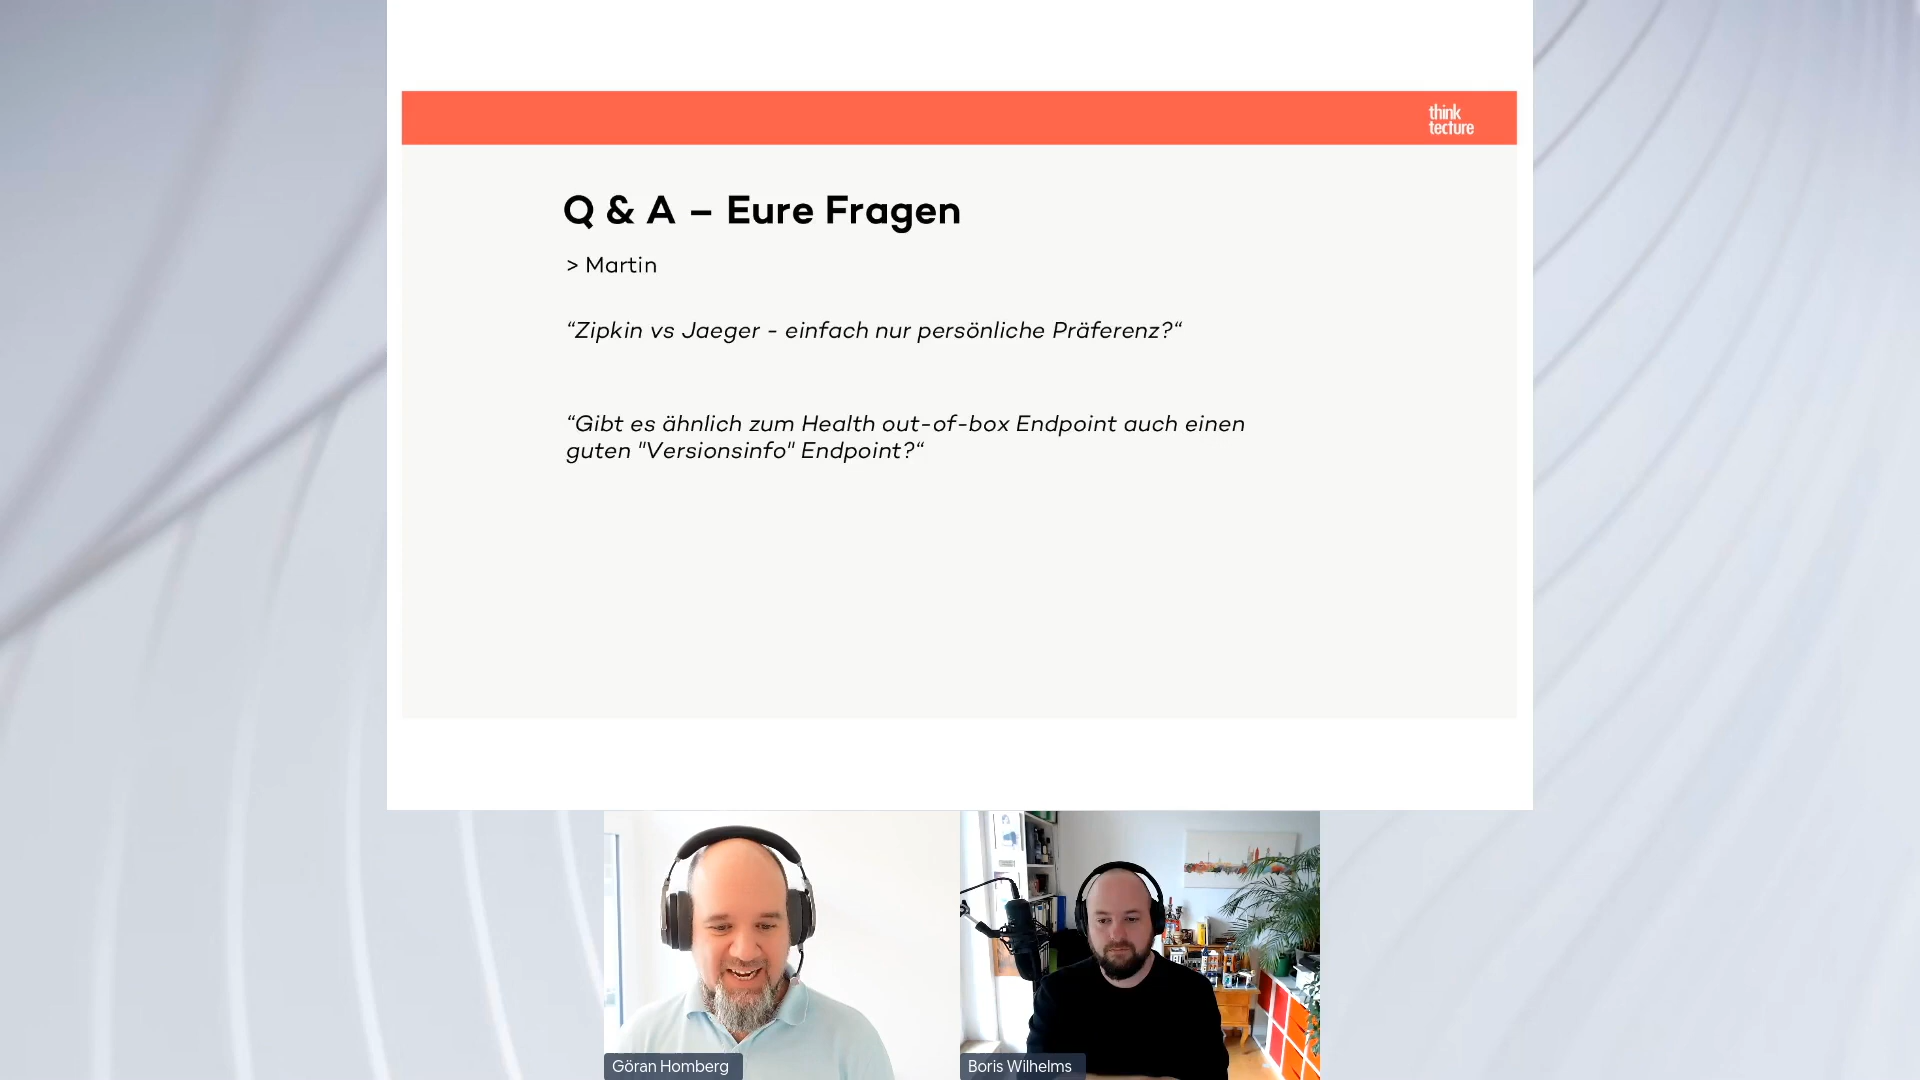 think
tecture
Q & A – Eure Fragen
> Martin
“Zipkin vs Jaeger - einfach nur persönliche Präferenz?“
“Gibt es ähnlich zum Health out-of-box Endpoint auch einen
guten "Versionsinfo" Endpoint?“
Göran Homberg
Boris Wilhelms